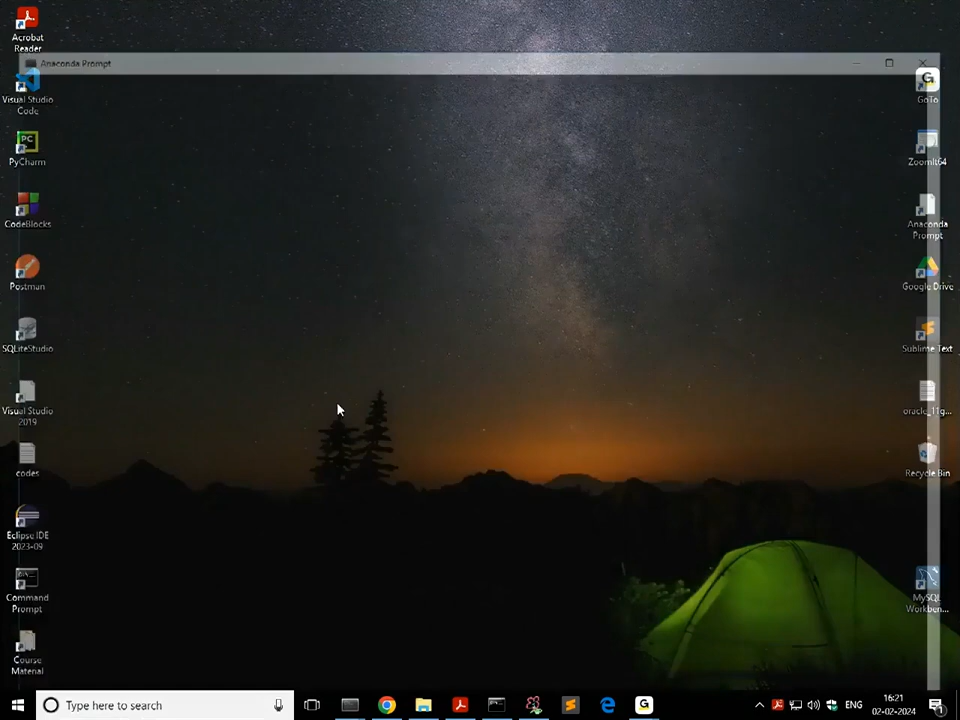 Acrobat
Reader
Anaconda Prompt
Visual Studio
Code
GoTo
PC
PyCharm
ZoomIt64
CodeBlocks
Anaconda
Prompt
Postman
Google Drive
SQLiteStudio
Sublime Text
Visual Studio
2019
oracle_11g...
codes
Recycle Bin
Eclipse IDE
2023-09
Command
Prompt
MySQL
Workben...
Course
Material
Type here to search
ENG
16:21
02-02-2024
1